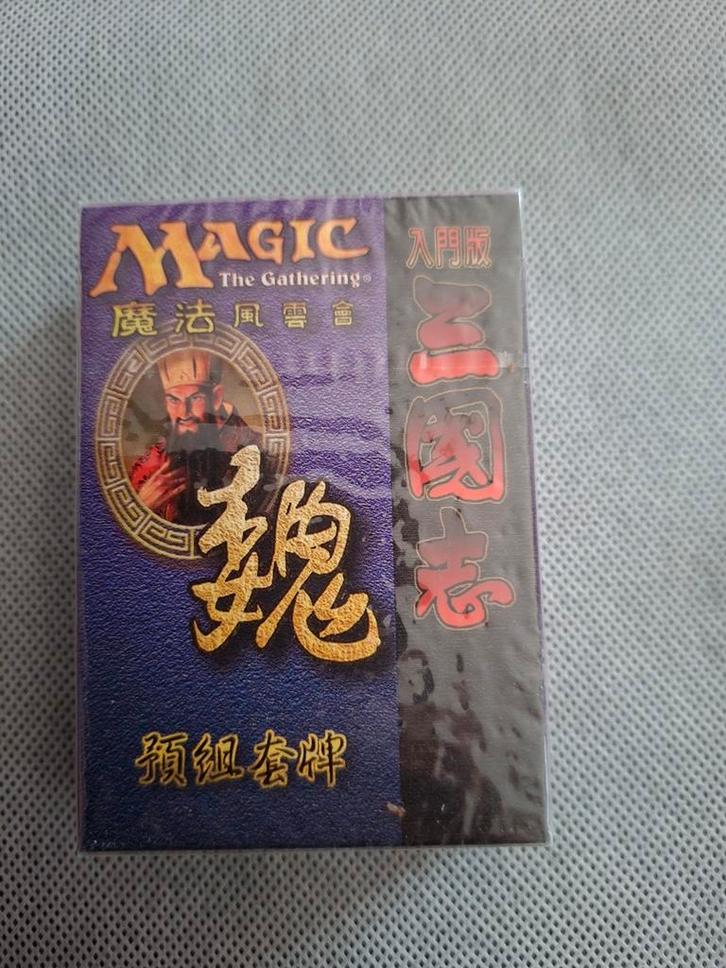 MAGIC
The Gathering®
魔法風雲會
魏
預組套牌
入門版
三國志